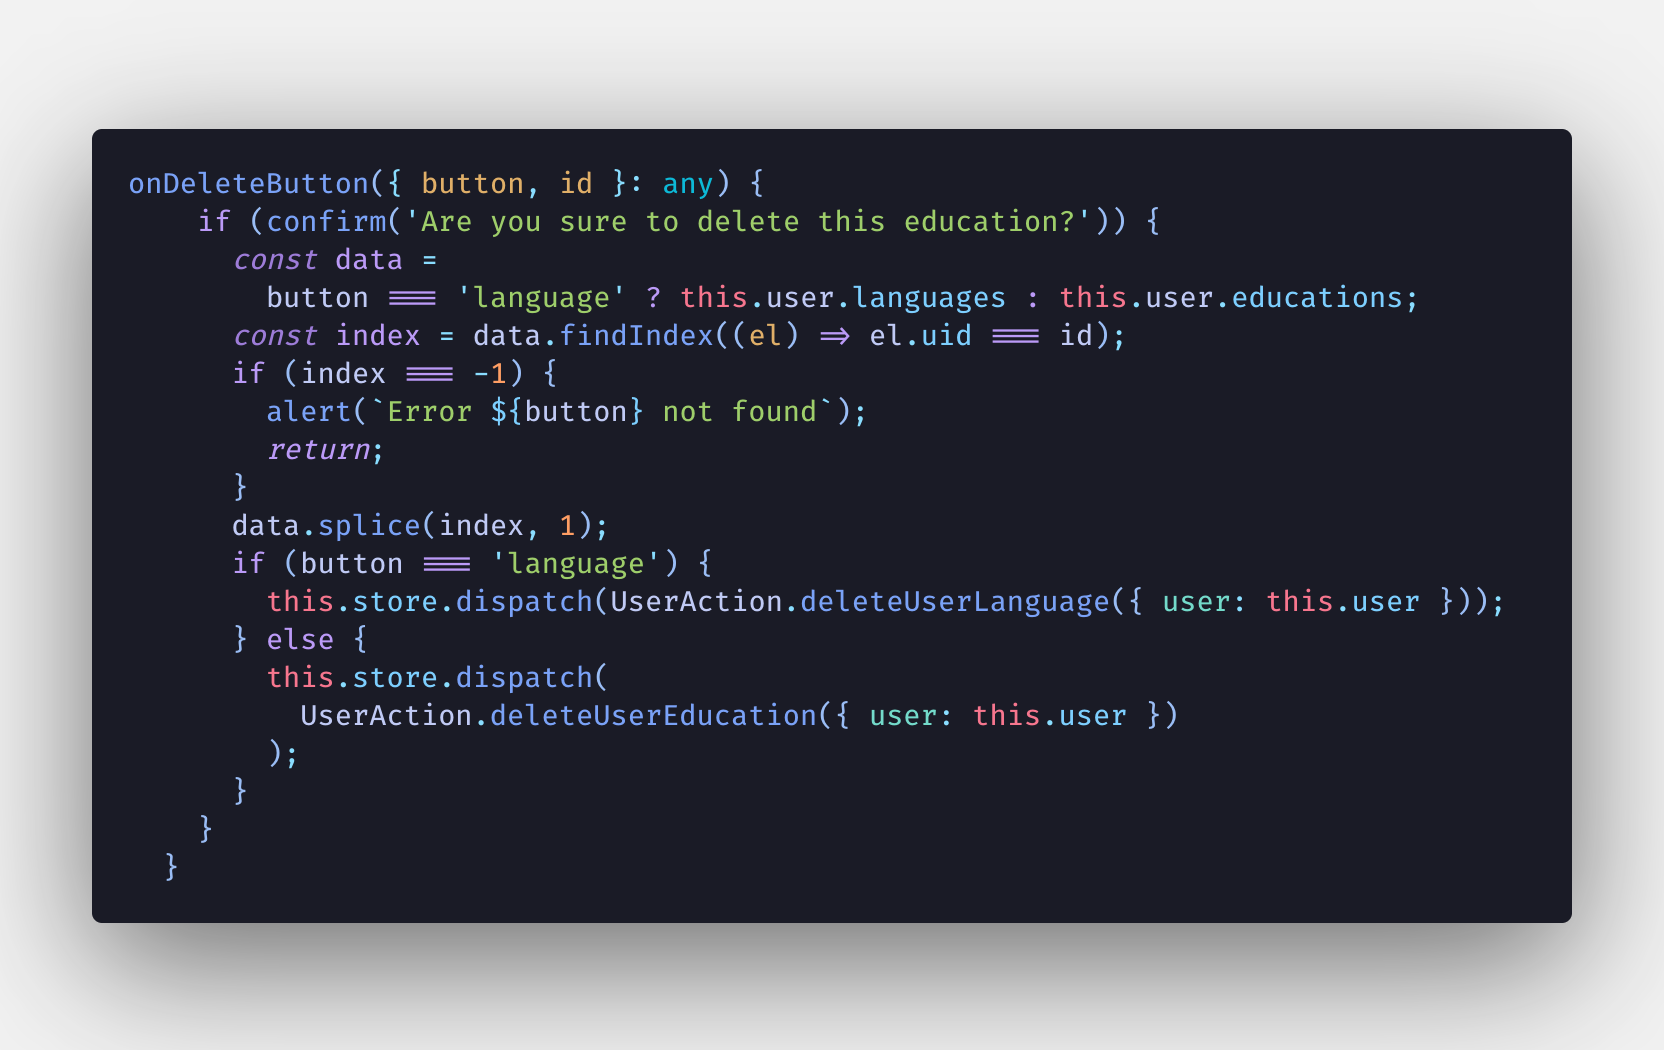 onDeleteButton({ button, id }: any) {
    if (confirm('Are you sure to delete this education?')) {
      const data =
        button === 'language' ? this.user.languages : this.user.educations;
      const index = data.findIndex((el) => el.uid === id);
      if (index === -1) {
        alert(`Error ${button} not found`);
        return;
      }
      data.splice(index, 1);
      if (button === 'language') {
        this.store.dispatch(UserAction.deleteUserLanguage({ user: this.user }));
      } else {
        this.store.dispatch(
          UserAction.deleteUserEducation({ user: this.user })
        );
      }
    }
  }